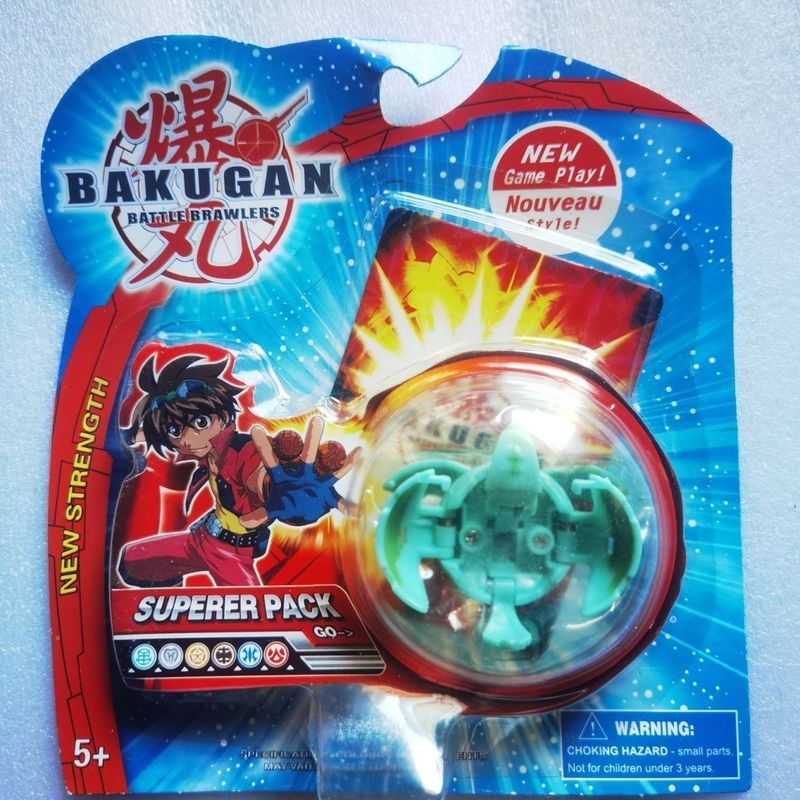 爆
BAKUGAN
BATTLE BRAWLERS
丸
NEW
Game Play!
Nouveau
Style!
NEW STRENGTH
SUPERER PACK
GO->
5+
WARNING:
CHOKING HAZARD - small parts.
Not for children under 3 years.